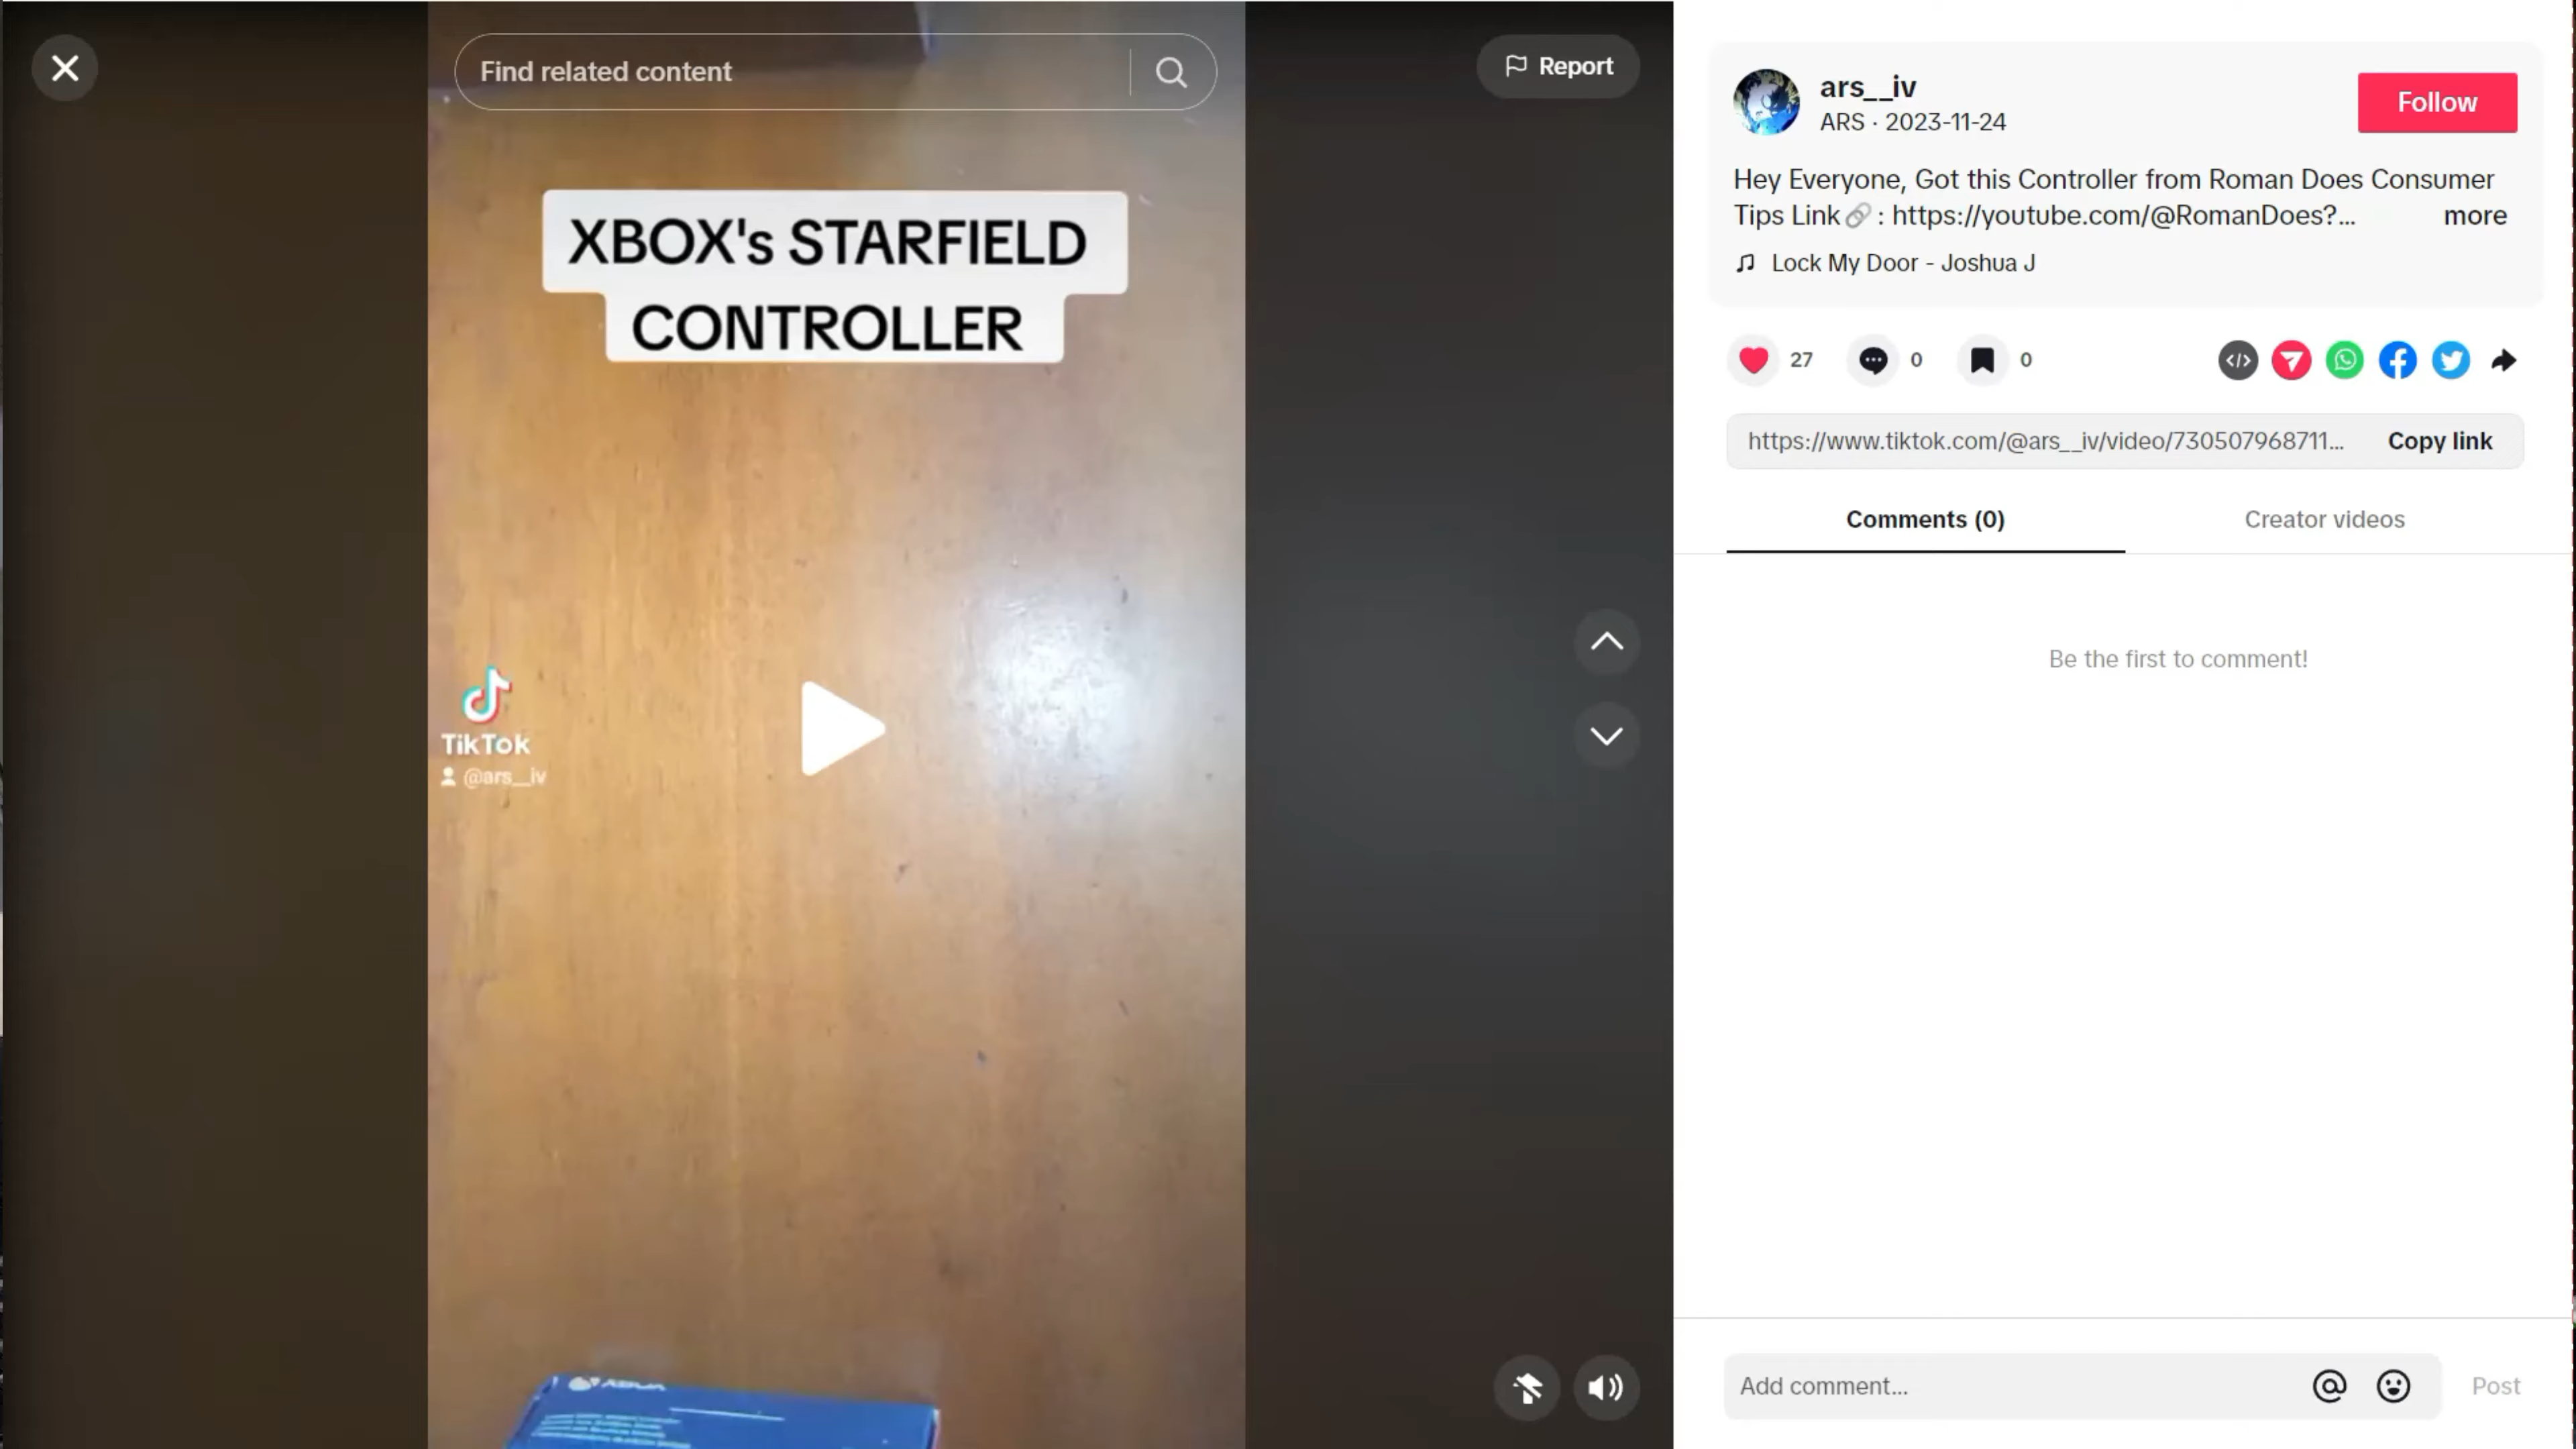 Find related content
Report
XBOX's STARFIELD
CONTROLLER
TikTok
@ars__iv
ars__iv
ARS · 2023-11-24
Follow
Hey Everyone, Got this Controller from Roman Does Consumer
Tips Link🔗 : https://youtube.com/@RomanDoes?... more
Lock My Door - Joshua J
27
0
0
https://www.tiktok.com/@ars__iv/video/730507968711... Copy link
Comments (0)
Creator videos
Be the first to comment!
Add comment...
Post